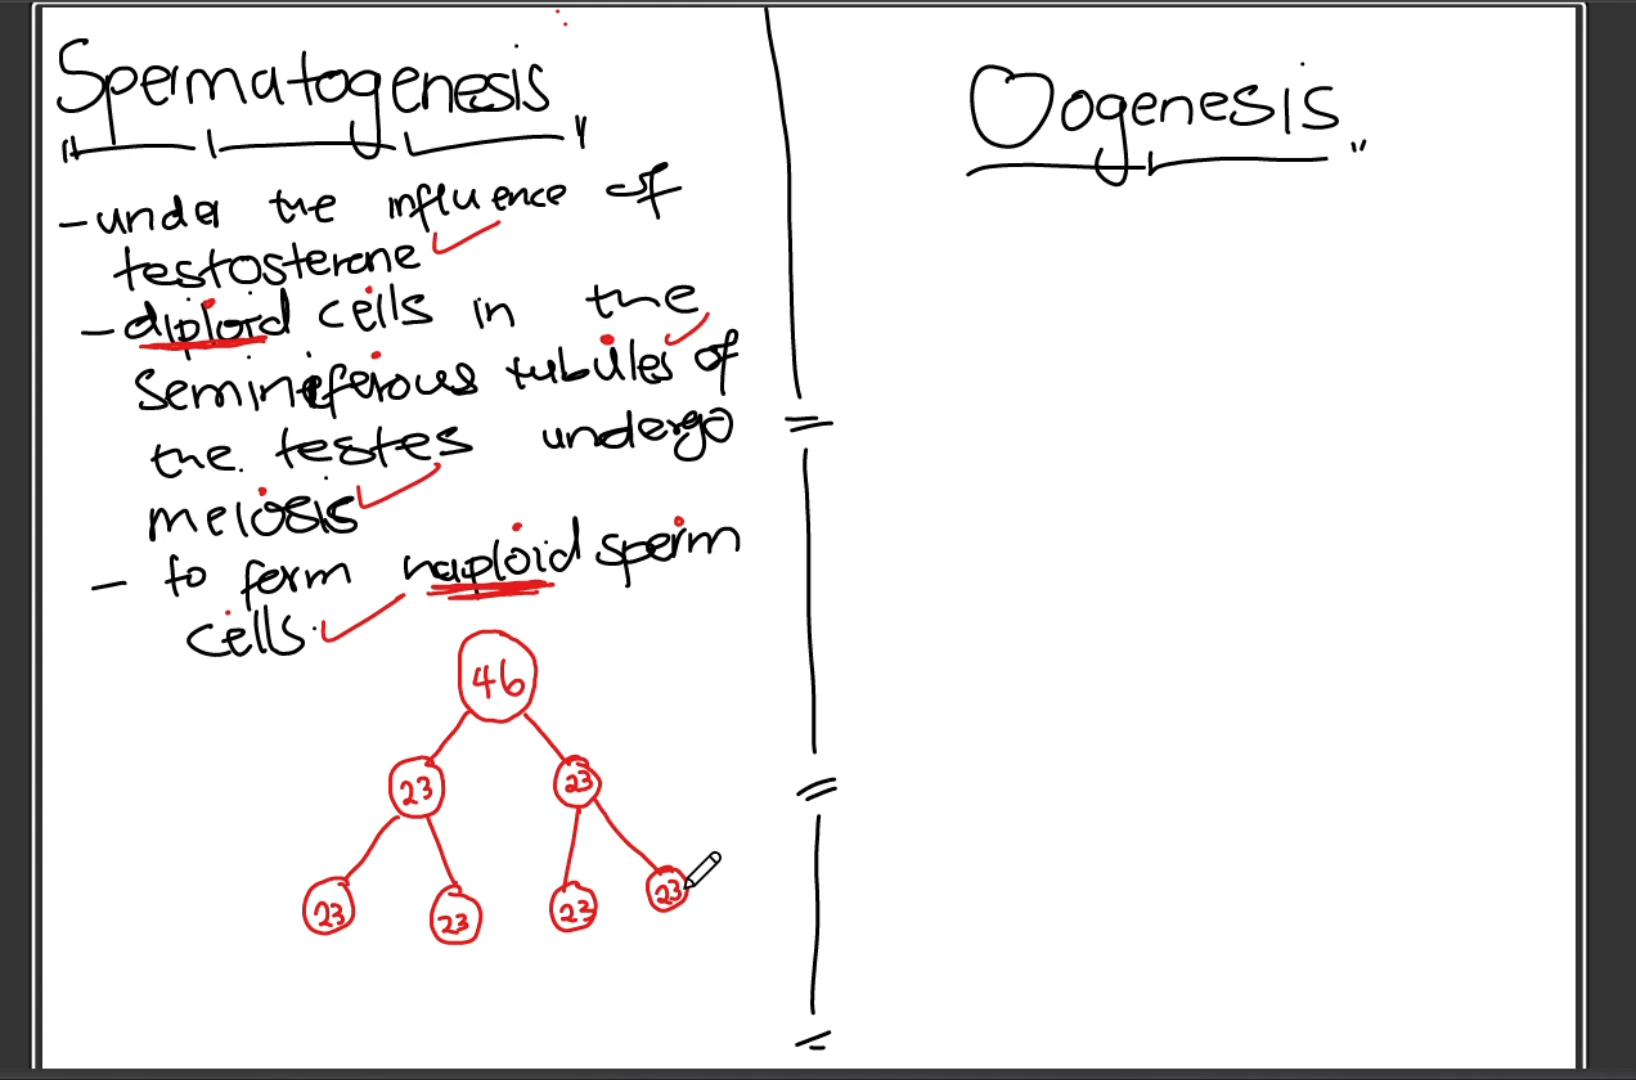 Spermatogenesis
- under the influence of
testosterone
- diploid cells in the
Seminiferous tubules of
the testes undergo
meiosis
- to form haploid sperm
cells.
46
23 23
23 23 23 23
Oogenesis